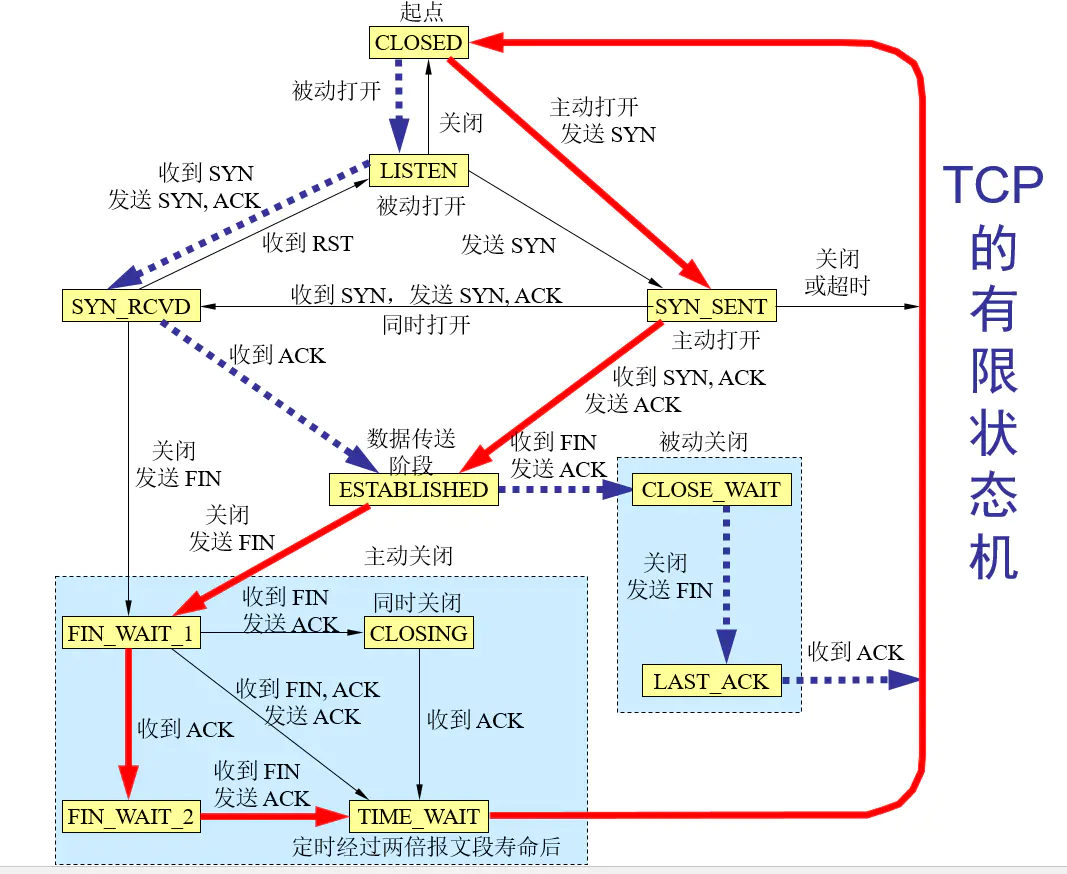 起点
CLOSED
被动打开
关闭
主动打开
发送 SYN
收到 SYN
发送 SYN, ACK
LISTEN
被动打开
收到 RST
发送 SYN
关闭
或超时
SYN_RCVD
收到 SYN，发送 SYN, ACK
同时打开
SYN_SENT
主动打开
收到 ACK
收到 SYN, ACK
发送 ACK
关闭
发送 FIN
数据传送
阶段
ESTABLISHED
收到 FIN
发送 ACK
被动关闭
CLOSE_WAIT
关闭
发送 FIN
主动关闭
关闭
发送 FIN
FIN_WAIT_1
收到 FIN
发送 ACK
同时关闭
CLOSING
LAST_ACK
收到 ACK
收到 FIN, ACK
发送 ACK
收到 ACK
收到 ACK
收到 FIN
发送 ACK
FIN_WAIT_2
TIME_WAIT
定时经过两倍报文段寿命后
TCP
的
有
限
状
态
机